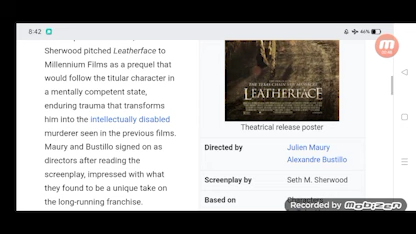 8:42
46%
Sherwood pitched Leatherface to
Millennium Films as a prequel that
would follow the titular character in
a mentally competent state,
enduring trauma that transforms
him into the intellectually disabled
murderer seen in the previous films.
Maury and Bustillo signed on as
directors after reading the
screenplay, impressed with what
they found to be a unique take on
the long-running franchise.
LEATHERFACE
Theatrical release poster
Directed by Julien Maury
Alexandre Bustillo
Screenplay by Seth M. Sherwood
Based on
Recorded by MOBIZEN